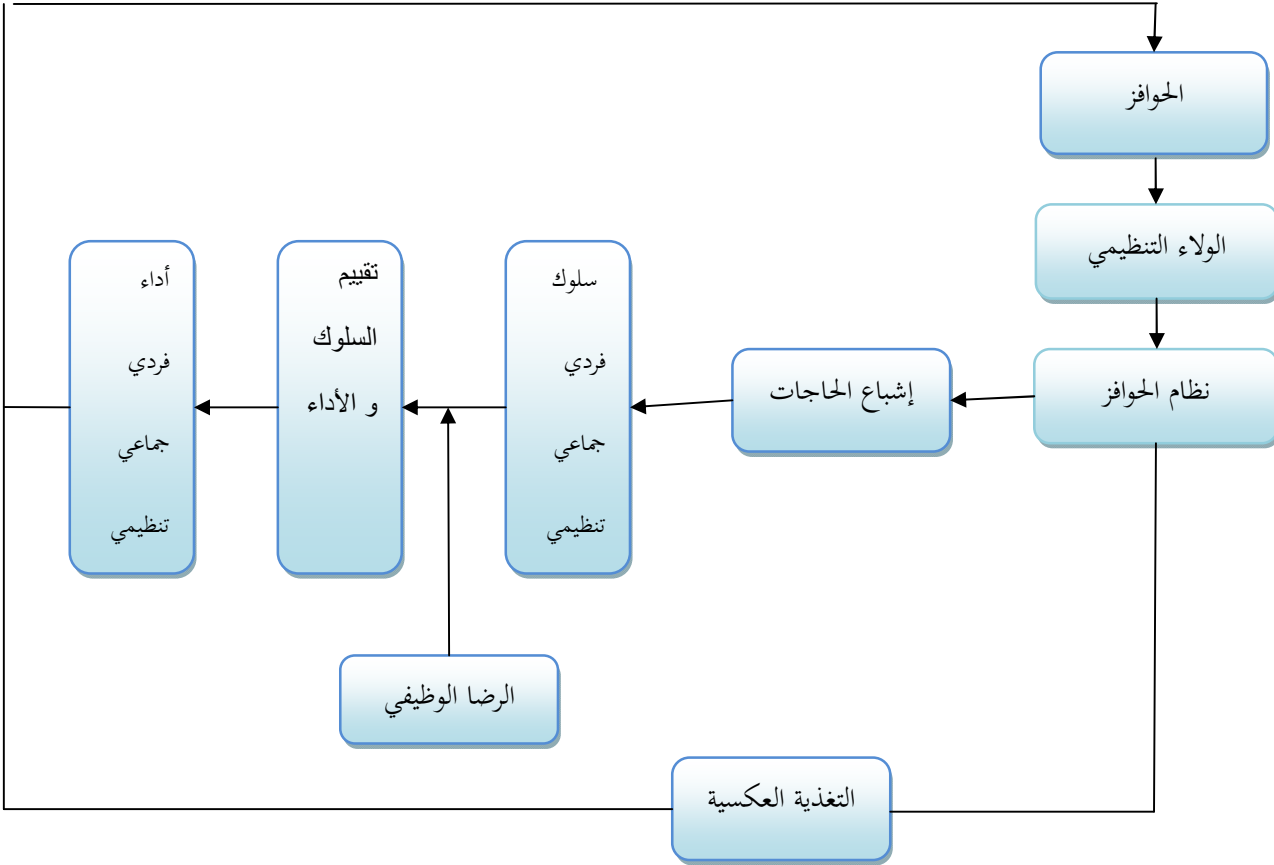 الحوافز
الولاء التنظيمي
نظام الحوافز
إشباع الحاجات
سلوك
فردي
جماعي
تنظيمي
تقييم
السلوك
و الأداء
أداء
فردي
جماعي
تنظيمي
الرضا الوظيفي
التغذية العكسية